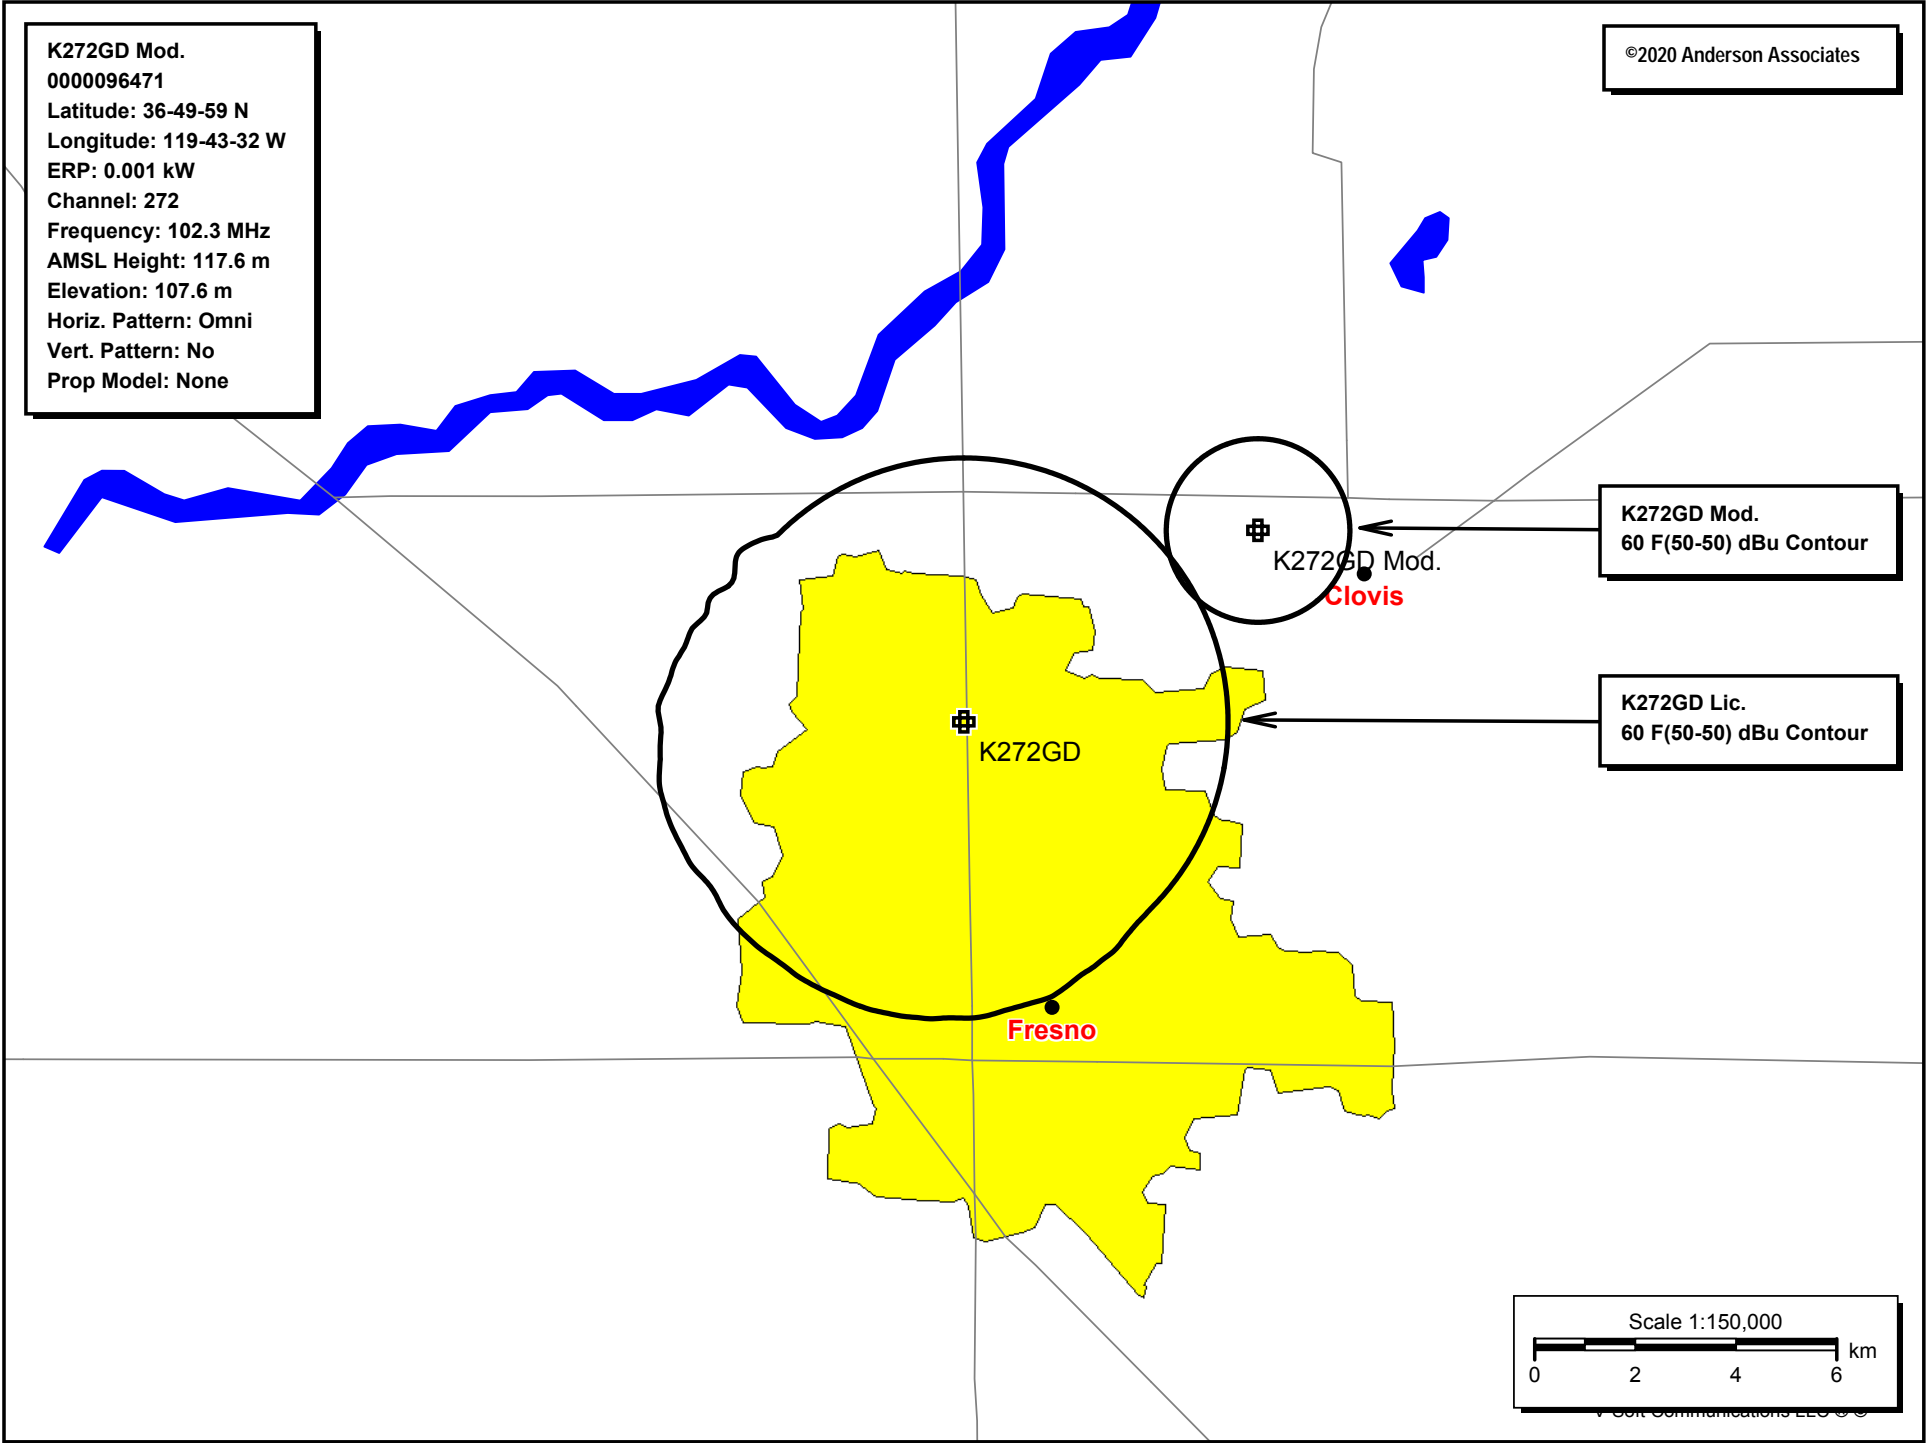 K272GD Mod.
0000096471
Latitude: 36-49-59 N
Longitude: 119-43-32 W
ERP: 0.001 kW
Channel: 272
Frequency: 102.3 MHz
AMSL Height: 117.6 m
Elevation: 107.6 m
Horiz. Pattern: Omni
Vert. Pattern: No
Prop Model: None
©2020 Anderson Associates
K272GD Mod.
60 F(50-50) dBu Contour
K272GD Mod.
Clovis
K272GD Lic.
60 F(50-50) dBu Contour
K272GD
Fresno
Scale 1:150,000
km
0 2 4 6